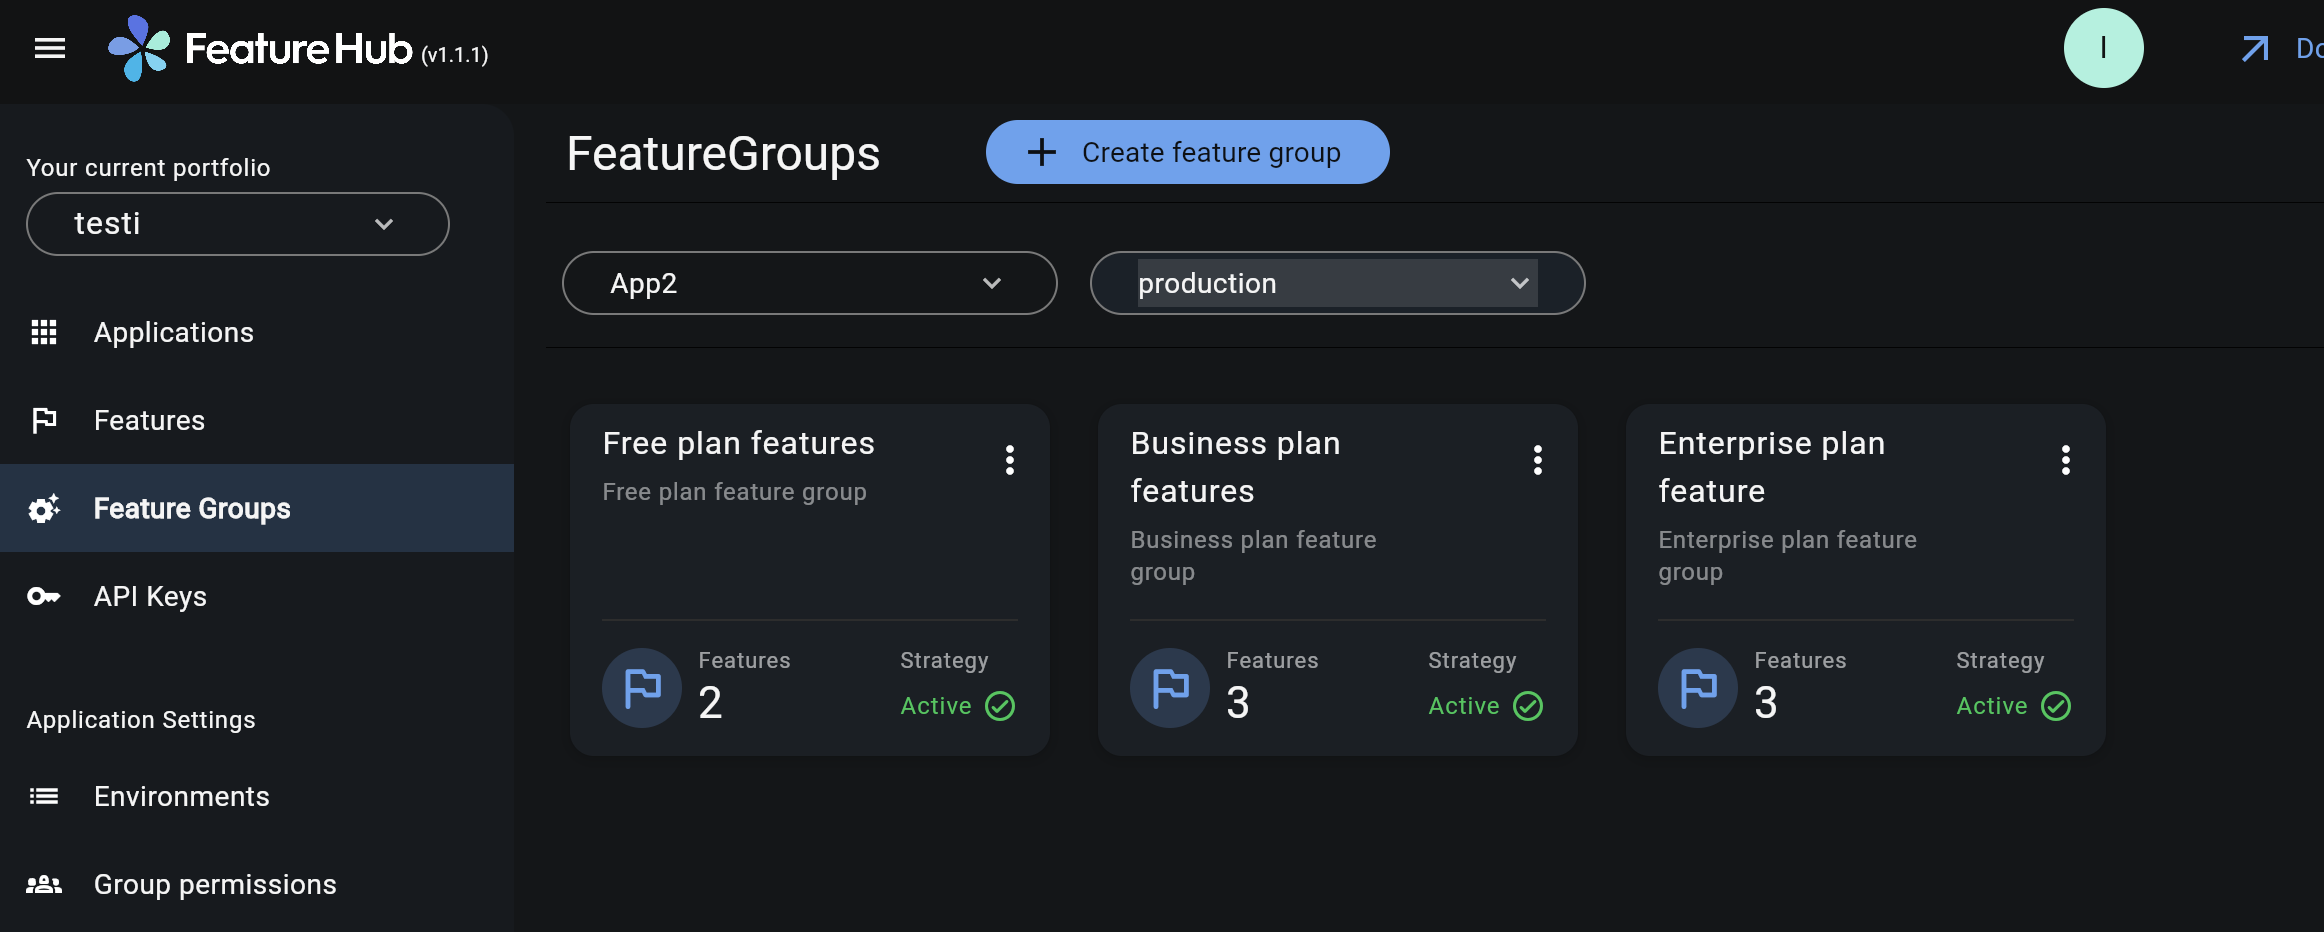 FeatureHub (v1.1.1)
I
Do
Your current portfolio
testi
Applications
Features
Feature Groups
API Keys
Application Settings
Environments
Group permissions
FeatureGroups
Create feature group
App2
production
Free plan features
Free plan feature group
Features
2
Strategy
Active
Business plan
features
Business plan feature
group
Features
3
Strategy
Active
Enterprise plan
feature
Enterprise plan feature
group
Features
3
Strategy
Active